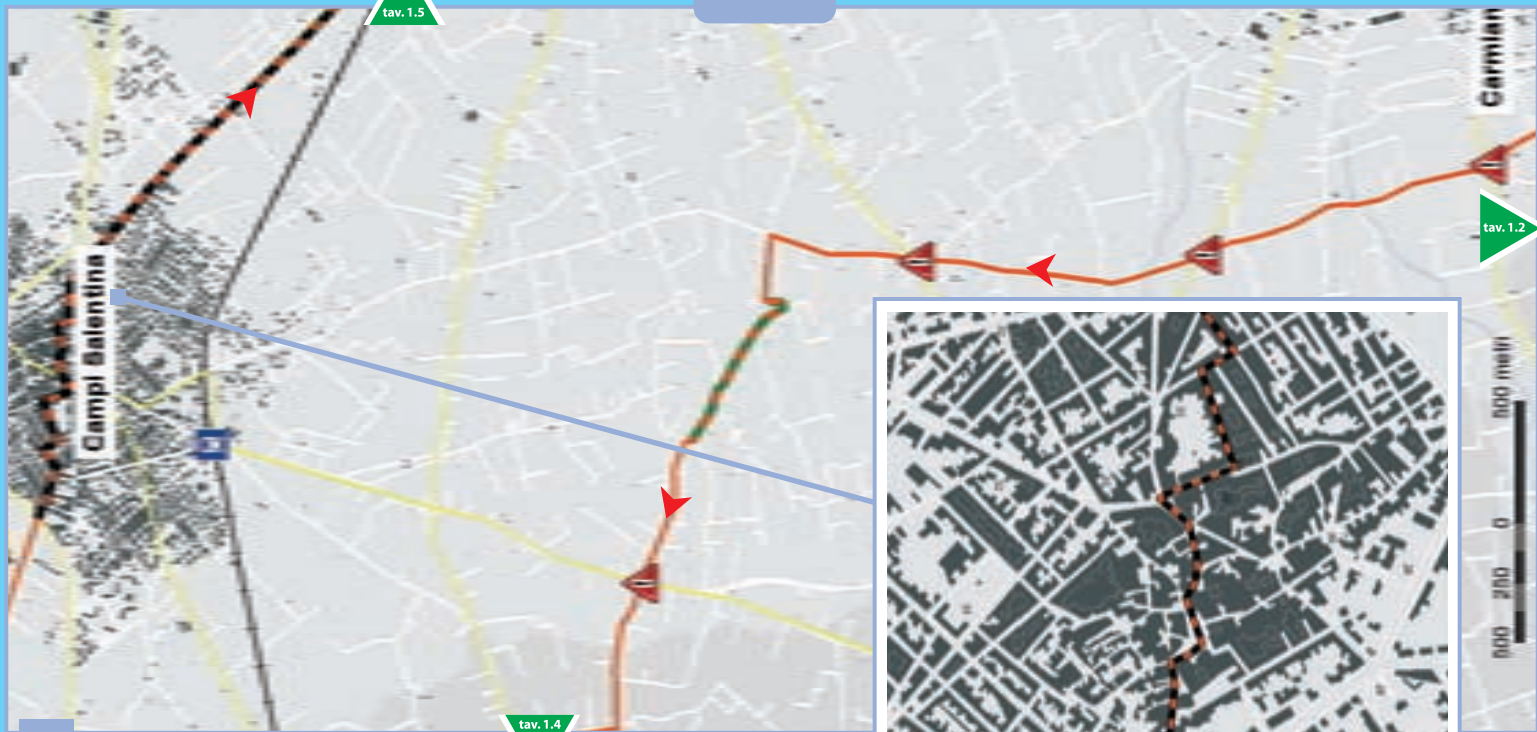 tav. 1.5
Carmian
tav. 1.2
Campi Salentina
500 metri
0
250
500
tav. 1.4